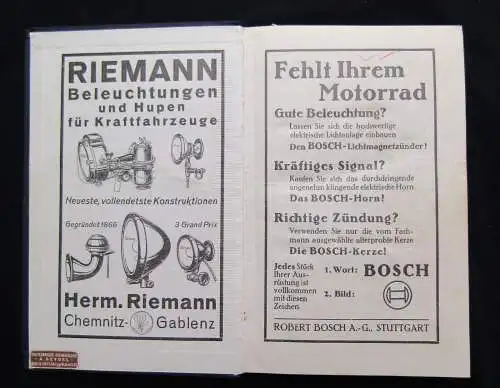 RIEMANN
Beleuchtungen
und Hupen
für Kraftfahrzeuge
Neueste, vollendetste Konstruktionen
Gegründet 1866
3 Grand Prix
Herm. Riemann
Chemnitz- Gablenz
Fehlt Ihrem
Motorrad
Gute Beleuchtung?
Lassen Sie sich die hochwertige
elektrische Lichtanlage einbauen
Den BOSCH-Lichtmagnetzünder!
Kräftiges Signal?
Kaufen Sie sich das durchdringende
angenehm klingende elektrische Horn
Das BOSCH-Horn!
Richtige Zündung?
Verwenden Sie nur die vom Fach-
mann ausgewählte alterprobte Kerze
Die BOSCH-Kerze!
Jedes Stück
Ihrer Aus-
rüstung ist
vollkommen
mit diesen
Zeichen
1. Wort: BOSCH
2. Bild:
ROBERT BOSCH A.-G., STUTTGART